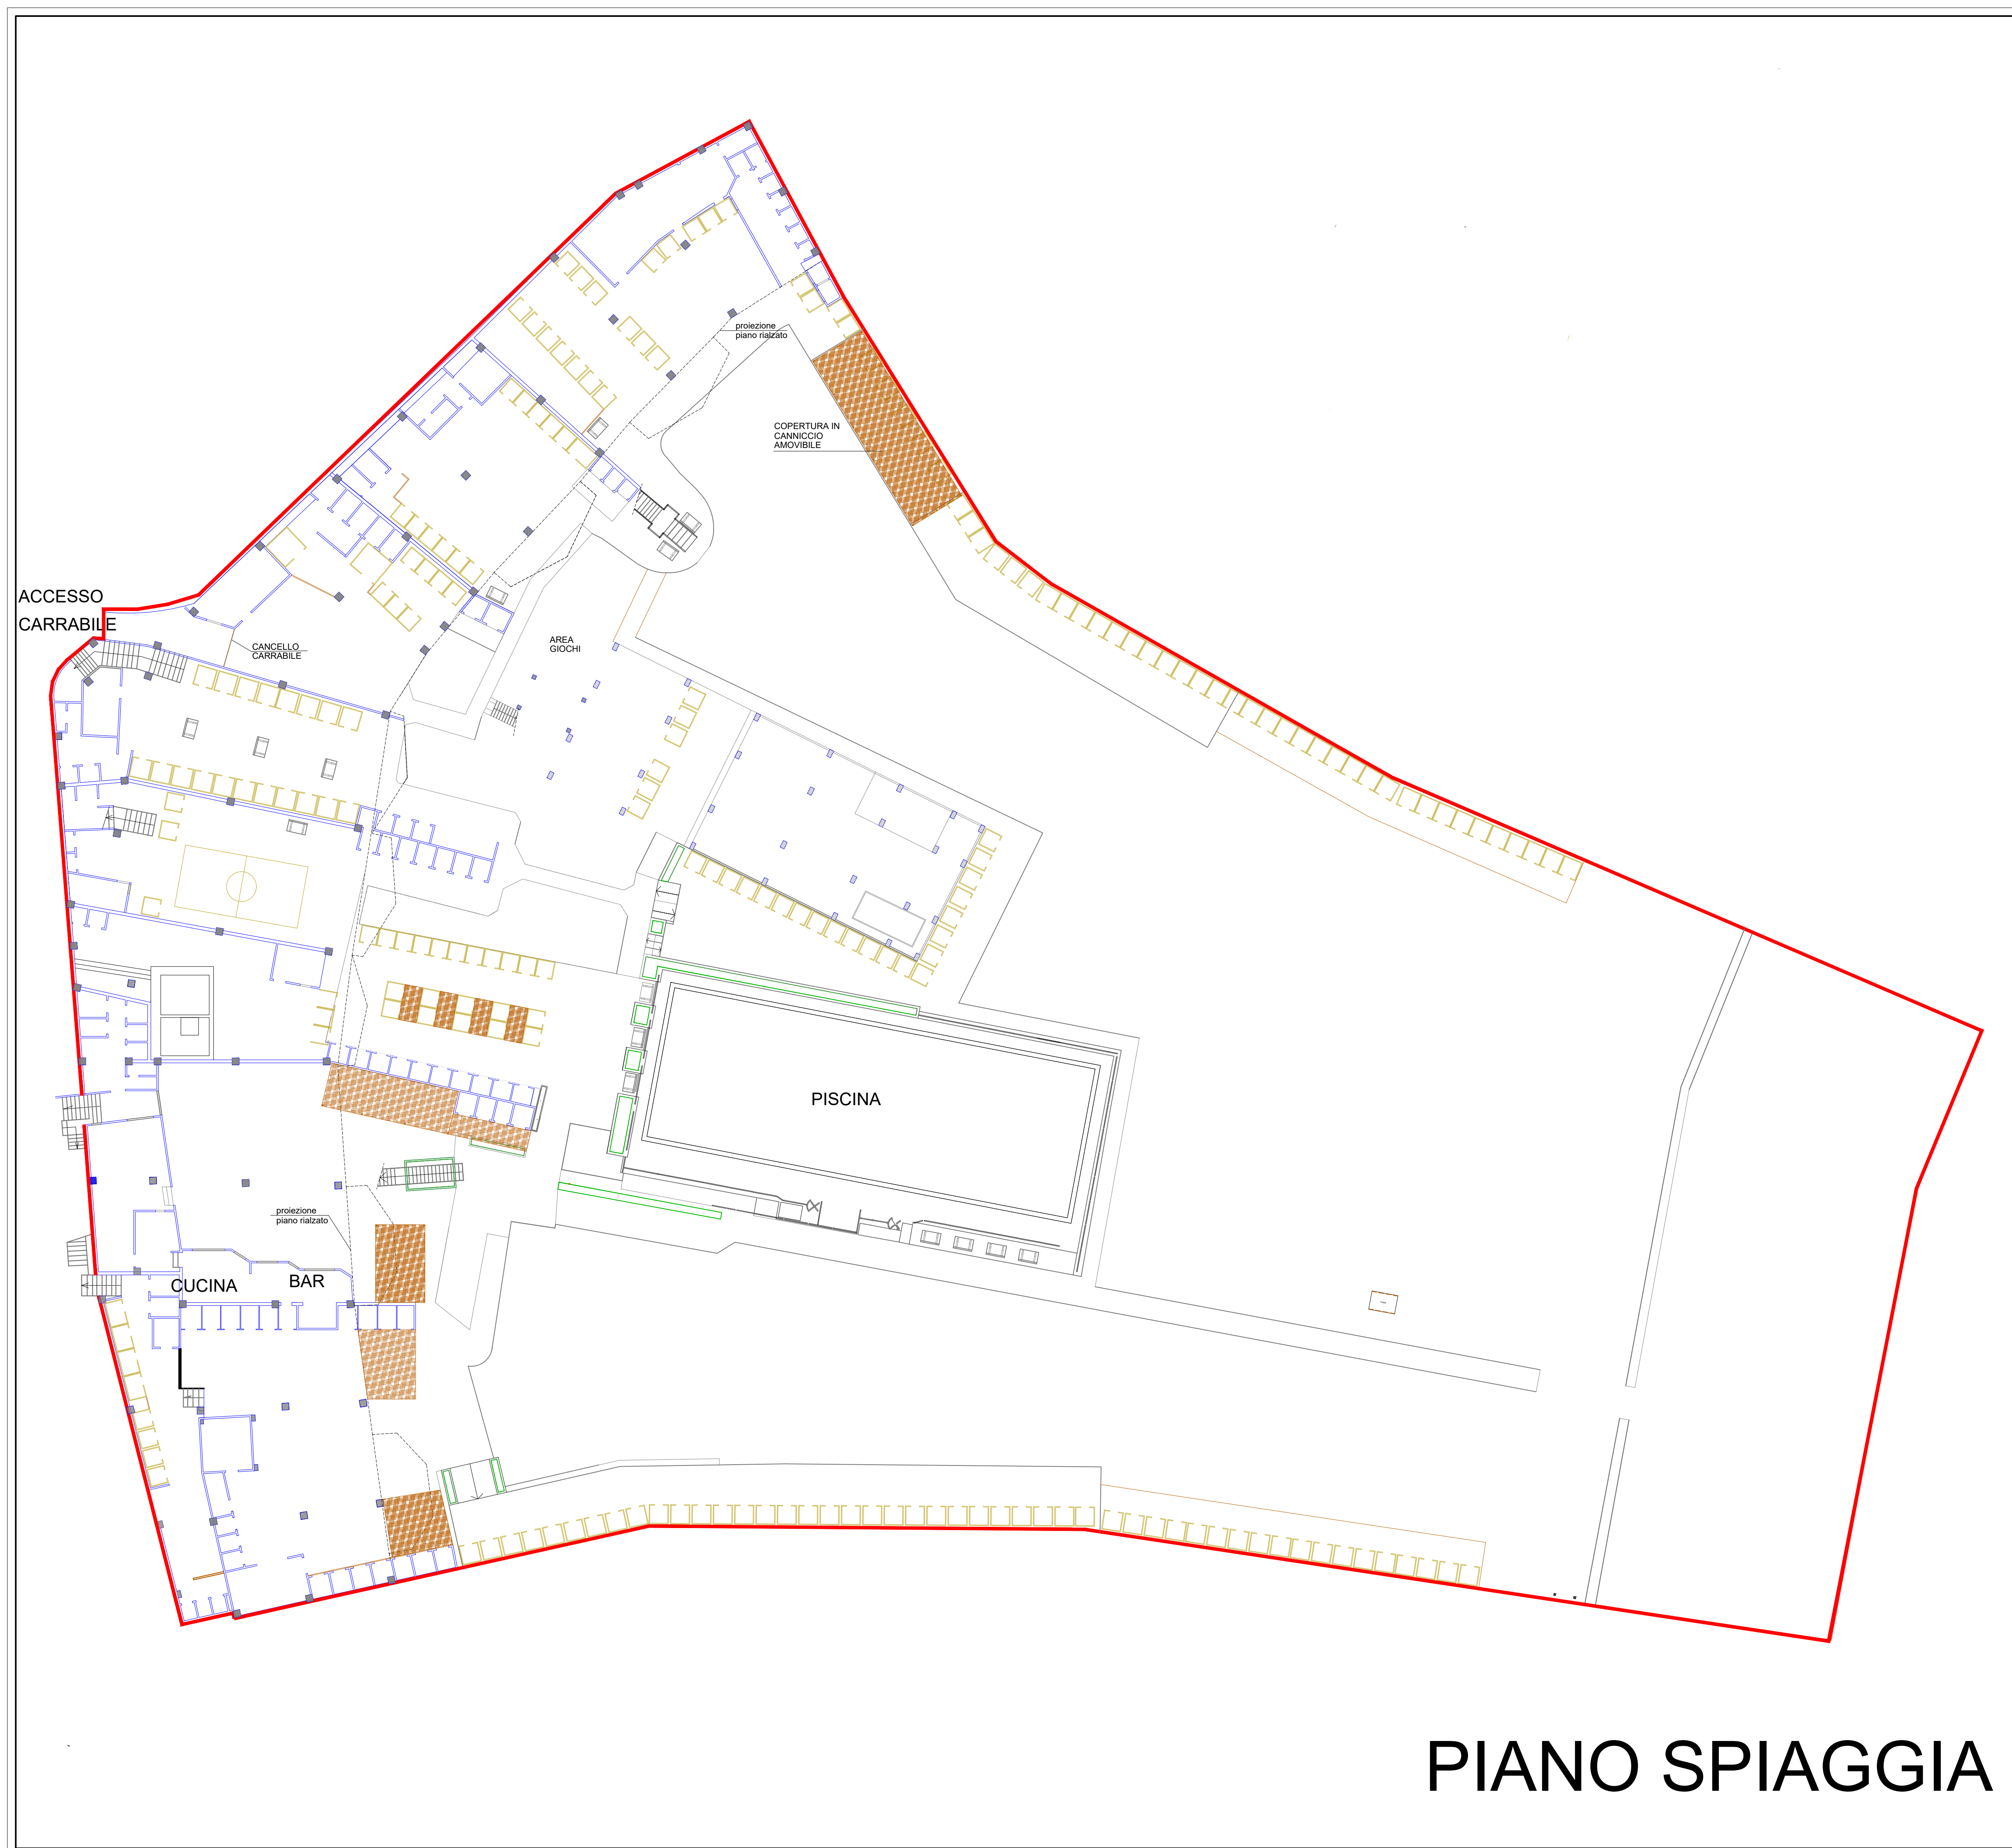 proiezione
piano rialzato
COPERTURA IN
CANNICCIO
AMOVIBILE
ACCESSO
CARRABILE
CANCELLO
CARRABILE
AREA
GIOCHI
PISCINA
proiezione
piano rialzato
CUCINA
BAR
PIANO SPIAGGIA